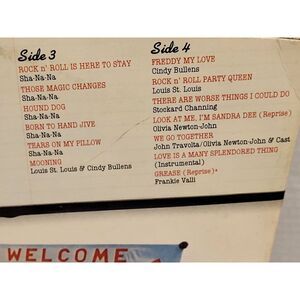 Side 3
ROCK n' ROLL IS HERE TO STAY
Sha-Na-Na
THOSE MAGIC CHANGES
Sha-Na-Na
HOUND DOG
Sha-Na-Na
BORN TO HAND JIVE
Sha-Na-Na
TEARS ON MY PILLOW
Sha-Na-Na
MOONING
Louis St. Louis & Cindy Bullens
Side 4
FREDDY MY LOVE
Cindy Bullens
ROCK n' ROLL PARTY QUEEN
Louis St. Louis
THERE ARE WORSE THINGS I COULD DO
Stockard Channing
LOOK AT ME, I'M SANDRA DEE (Reprise)
Olivia Newton-John
WE GO TOGETHER
John Travolta/Olivia Newton-John & Cast
LOVE IS A MANY SPLENDORED THING
(Instrumental)
GREASE (Reprise)*
Frankie Valli
WELCOME